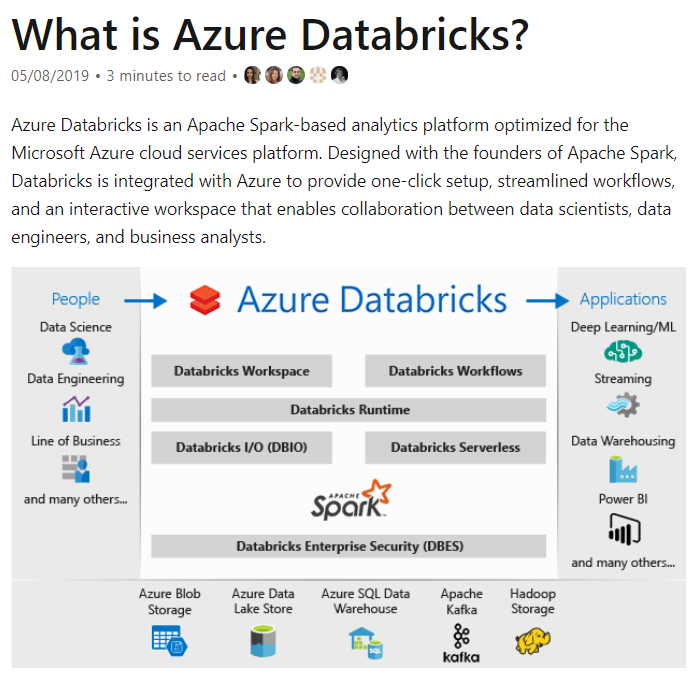 What is Azure Databricks?
05/08/2019 • 3 minutes to read •
Azure Databricks is an Apache Spark-based analytics platform optimized for the
Microsoft Azure cloud services platform. Designed with the founders of Apache Spark,
Databricks is integrated with Azure to provide one-click setup, streamlined workflows,
and an interactive workspace that enables collaboration between data scientists, data
engineers, and business analysts.
People
Data Science
Data Engineering
Line of Business
and many others...
Azure Databricks
Databricks Workspace
Databricks Workflows
Databricks Runtime
Databricks I/O (DBIO)
Databricks Serverless
APACHE
Spark™
Databricks Enterprise Security (DBES)
Applications
Deep Learning/ML
Streaming
Data Warehousing
Power BI
and many others...
Azure Blob
Storage
Azure Data
Lake Store
Azure SQL Data
Warehouse
SQL
Apache
Kafka
kafka
Hadoop
Storage